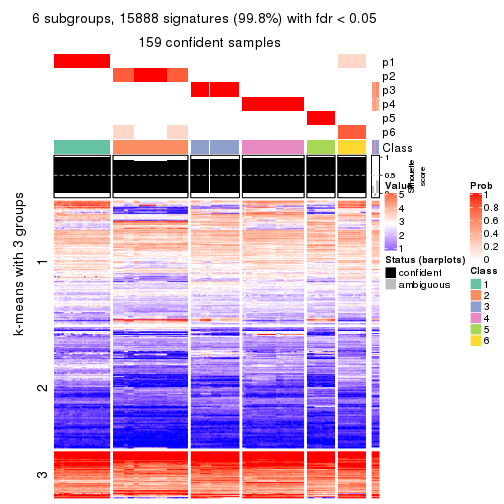 6 subgroups, 15888 signatures (99.8%) with fdr < 0.05
159 confident samples
p1
p2
p3
p4
p5
p6
Class
1
0.5
0
Silhouette
score
k-means with 3 groups
1
2
3
Value
5
4
3
2
1
Status (barplots)
confident
ambiguous
Prob
1
0.8
0.6
0.4
0.2
0
Class
1
2
3
4
5
6